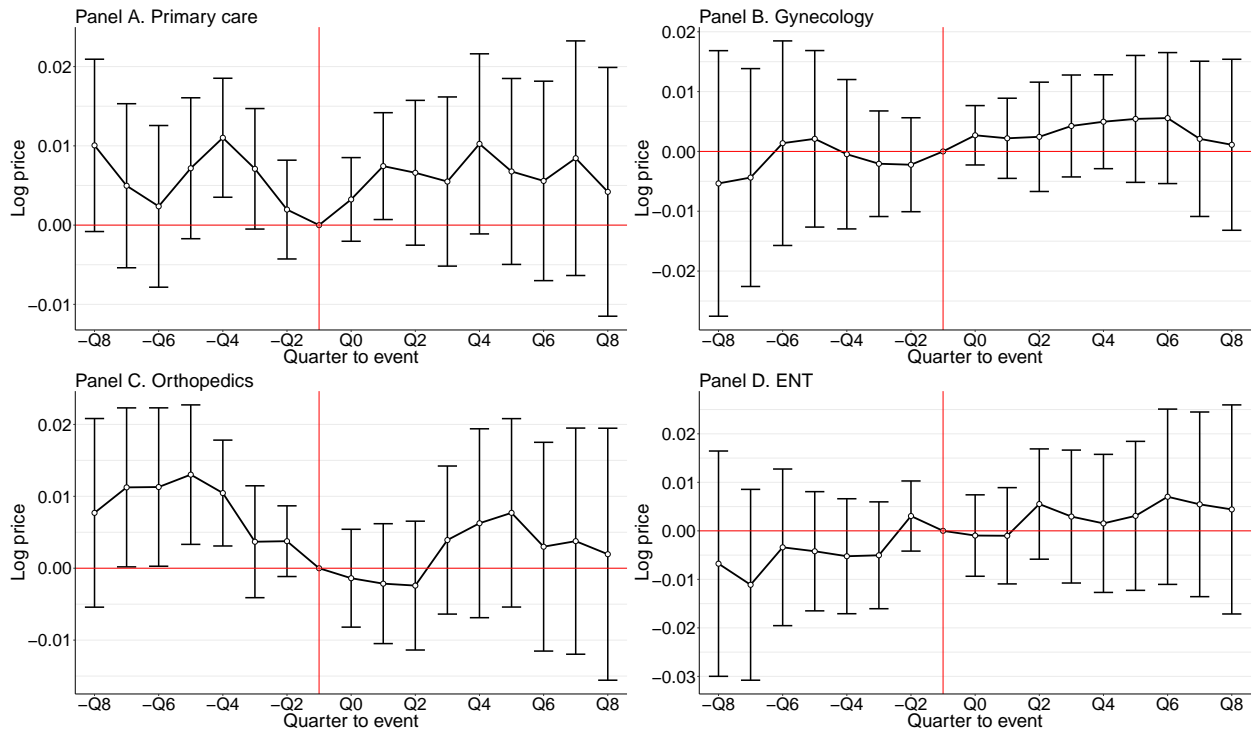 Panel A. Primary care
Log price
0.02
0.01
0.00
−0.01
−Q8 −Q6 −Q4 −Q2 Q0 Q2 Q4 Q6 Q8
Quarter to event
Panel B. Gynecology
Log price
0.02
0.01
0.00
−0.01
−0.02
−Q8 −Q6 −Q4 −Q2 Q0 Q2 Q4 Q6 Q8
Quarter to event
Panel C. Orthopedics
Log price
0.02
0.01
0.00
−0.01
−Q8 −Q6 −Q4 −Q2 Q0 Q2 Q4 Q6 Q8
Quarter to event
Panel D. ENT
Log price
0.02
0.01
0.00
−0.01
−0.02
−0.03
−Q8 −Q6 −Q4 −Q2 Q0 Q2 Q4 Q6 Q8
Quarter to event